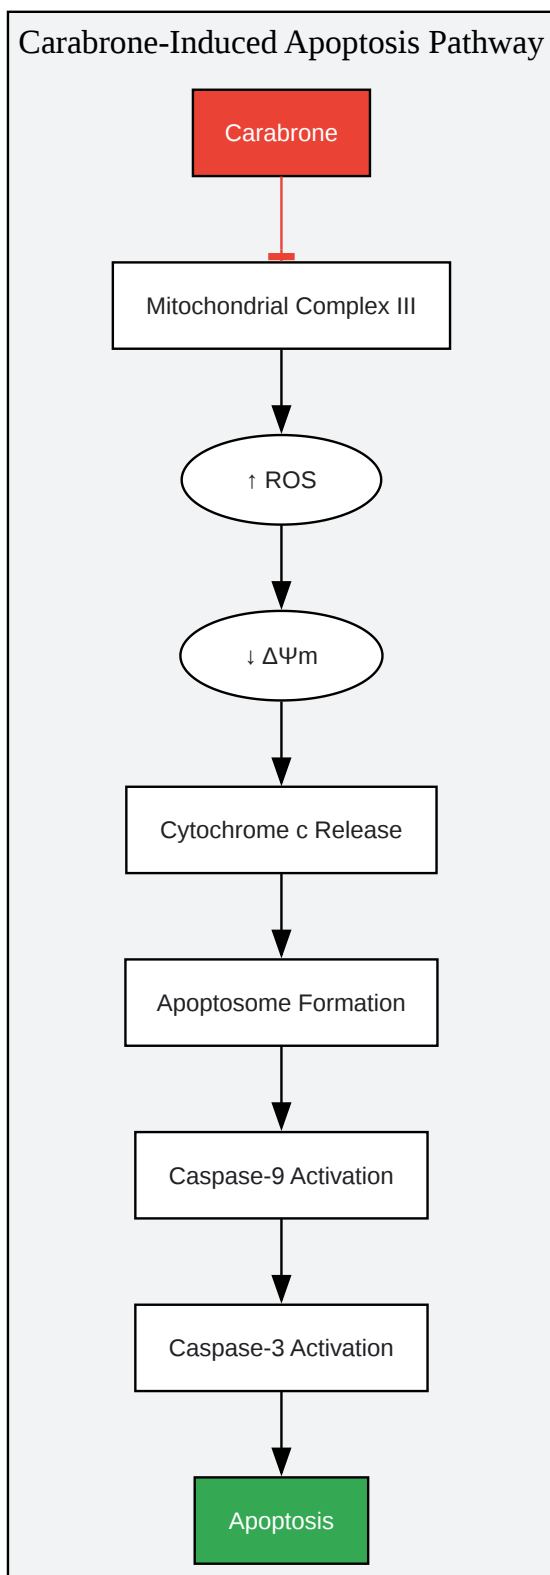 Carabrone-Induced Apoptosis Pathway
Carabrone
Mitochondrial Complex III
↑ ROS
↓ ΔΨm
Cytochrome c Release
Apoptosome Formation
Caspase-9 Activation
Caspase-3 Activation
Apoptosis